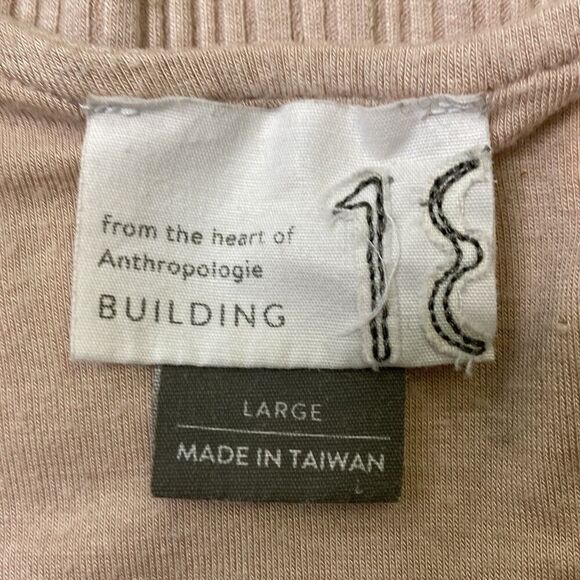 from the heart of
Anthropologie
BUILDING 18
LARGE
MADE IN TAIWAN